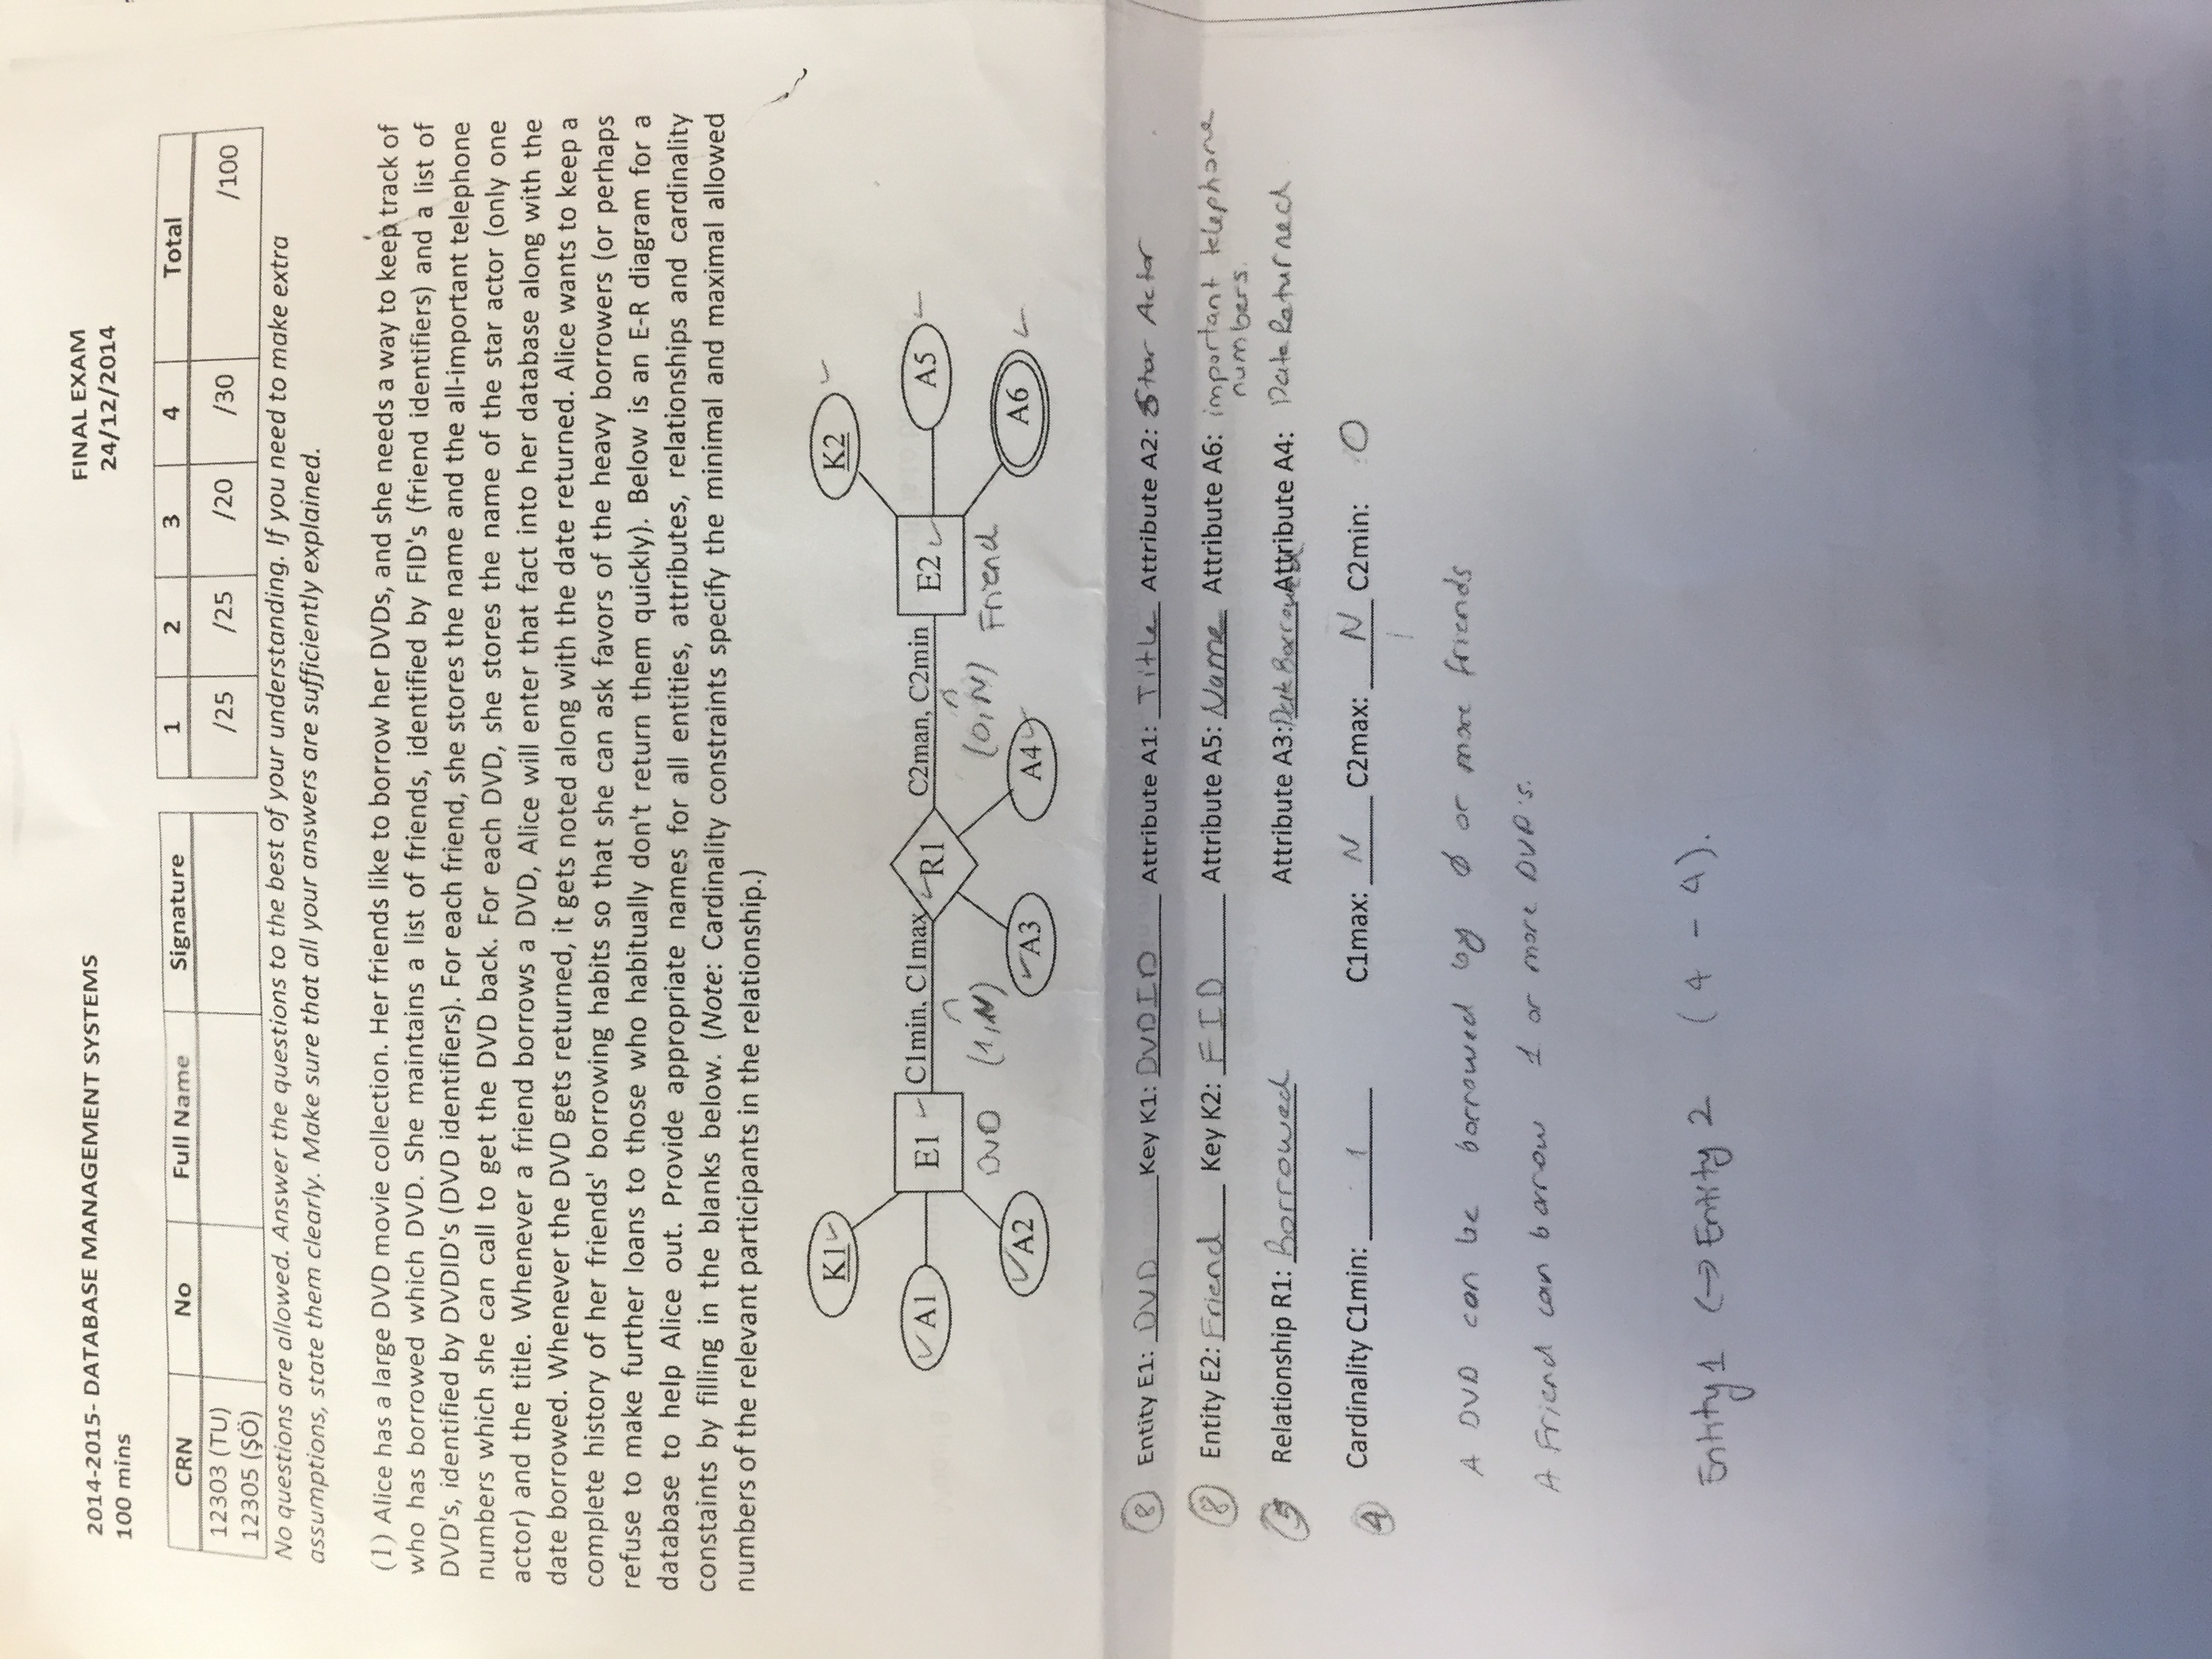 2014-2015- DATABASE MANAGEMENT SYSTEMS
FINAL EXAM
100 mins
24/12/2014
CRN No Full Name Signature
1 2 3 4 Total
12303 (TU)
12305 (ŞÖ)
/25 /25 /20 /30 /100
No questions are allowed. Answer the questions to the best of your understanding. If you need to make extra
assumptions, state them clearly. Make sure that all your answers are sufficiently explained.
(1) Alice has a large DVD movie collection. Her friends like to borrow her DVDs, and she needs a way to keep track of
who has borrowed which DVD. She maintains a list of friends, identified by FID's (friend identifiers) and a list of
DVD's, identified by DVDID's (DVD identifiers). For each friend, she stores the name and the all-important telephone
numbers which she can call to get the DVD back. For each DVD, she stores the name of the star actor (only one
actor) and the title. Whenever a friend borrows a DVD, Alice will enter that fact into her database along with the
date borrowed. Whenever the DVD gets returned, it gets noted along with the date returned. Alice wants to keep a
complete history of her friends' borrowing habits so that she can ask favors of the heavy borrowers (or perhaps
refuse to make further loans to those who habitually don't return them quickly). Below is an E-R diagram for a
database to help Alice out. Provide appropriate names for all entities, attributes, relationships and cardinality
constaints by filling in the blanks below. (Note: Cardinality constraints specify the minimal and maximal allowed
numbers of the relevant participants in the relationship.)
K1 K2
A1 E1 C1min, C1max R1 C2man, C2min E2 A5
DVD (1,N) (0,N) Friend
A2 A3 A4 A6
8 Entity E1: DVD Key K1: DVDID Attribute A1: Title Attribute A2: Star Actor
8 Entity E2: Friend Key K2: FID Attribute A5: Name Attribute A6: important telephone
numbers.
5 Relationship R1: Borrowed Attribute A3: Date Borrowed Attribute A4: Date Returned
4 Cardinality C1min: 1 C1max: N C2max: N C2min: 0
A DVD can be borrowed by 0 or more friends
A Friend can borrow 1 or more DVD's.
Entity 1 ↔ Entity 2 (4 - 4).